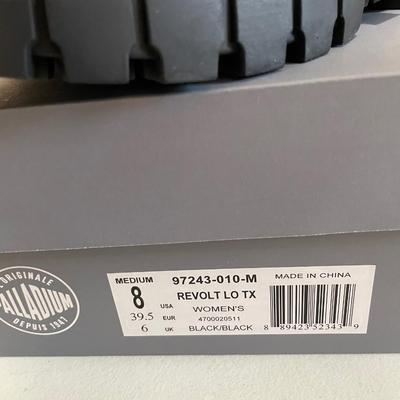 ORIGINALE
PALLADIUM
DEPUIS 1947
MEDIUM 97243-010-M MADE IN CHINA
8 USA REVOLT LO TX
WOMEN'S
39.5 EUR 4700020511
6 UK BLACK/BLACK 8 89423 52343 9